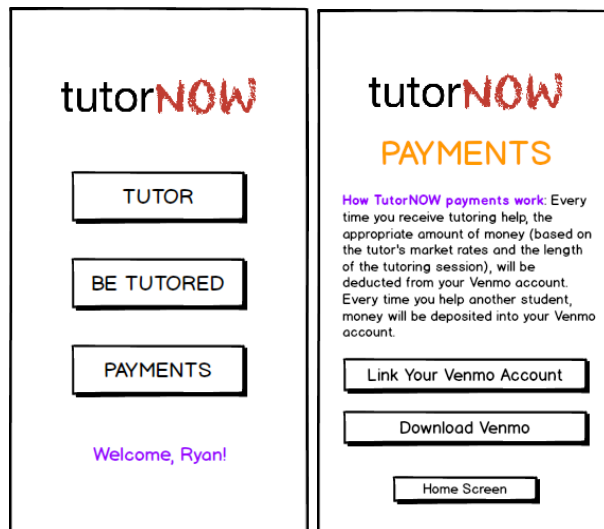 tutorNOW
TUTOR
BE TUTORED
PAYMENTS
Welcome, Ryan!
tutorNOW
PAYMENTS
How TutorNOW payments work: Every
time you receive tutoring help, the
appropriate amount of money (based on
the tutor's market rates and the length
of the tutoring session), will be
deducted from your Venmo account.
Every time you help another student,
money will be deposited into your Venmo
account.
Link Your Venmo Account
Download Venmo
Home Screen